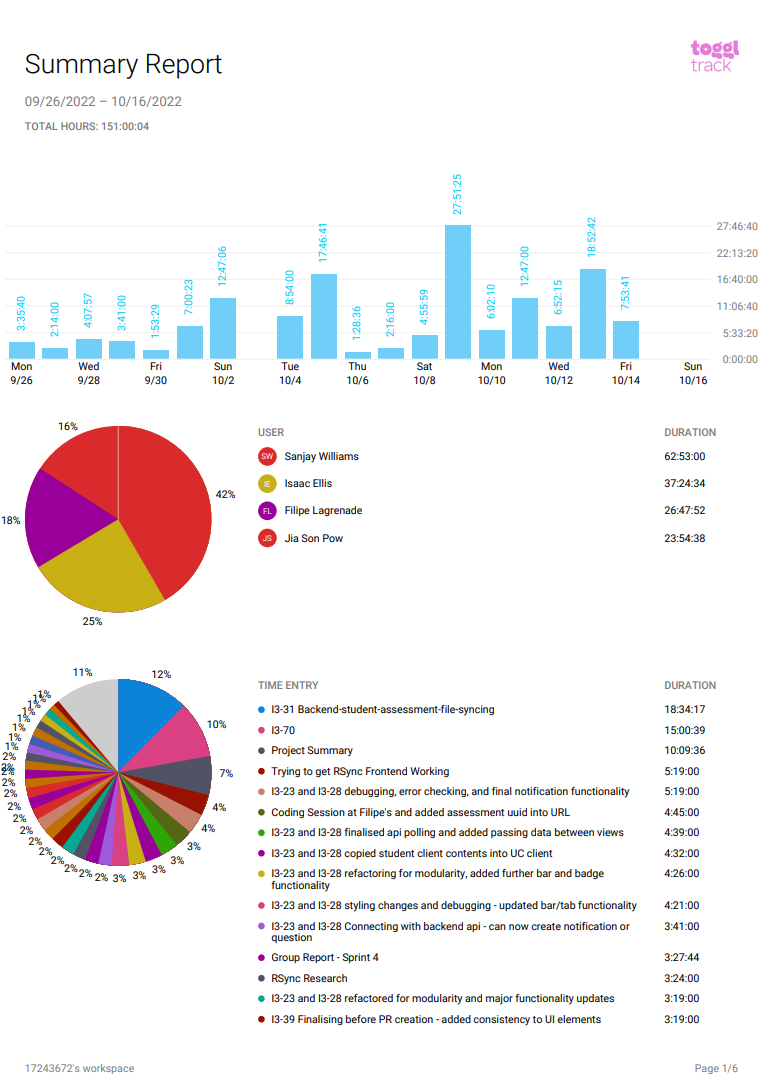 toggl
track
Summary Report
09/26/2022 – 10/16/2022
TOTAL HOURS: 151:00:04
3:35:40
2:14:00
4:07:57
3:41:00
1:53:29
7:00:23
12:47:06
8:54:00
17:46:41
1:28:36
2:16:00
4:55:59
27:51:25
6:02:10
12:47:00
6:52:15
18:52:42
7:53:41
27:46:40
22:13:20
16:40:00
11:06:40
5:33:20
0:00:00
Mon Wed Fri Sun Tue Thu Sat Mon Wed Fri Sun
9/26 9/28 9/30 10/2 10/4 10/6 10/8 10/10 10/12 10/14 10/16
16%
42%
18%
25%
USER DURATION
SW Sanjay Williams 62:53:00
IE Isaac Ellis 37:24:34
FL Filipe Lagrenade 26:47:52
JS Jia Son Pow 23:54:38
11%
12%
10%
7%
4%
4%
3%
3%
3%
3%
3%
2%
2%
2%
2%
2%
2%
2%
2%
2%
2%
2%
2%
1%
1%
1%
1%
1%
1%
1%
TIME ENTRY DURATION
I3-31 Backend-student-assessment-file-syncing 18:34:17
I3-70 15:00:39
Project Summary 10:09:36
Trying to get RSync Frontend Working 5:19:00
I3-23 and I3-28 debugging, error checking, and final notification functionality 5:19:00
Coding Session at Filipe's and added assessment uuid into URL 4:45:00
I3-23 and I3-28 finalised api polling and added passing data between views 4:39:00
I3-23 and I3-28 copied student client contents into UC client 4:32:00
I3-23 and I3-28 refactoring for modularity, added further bar and badge 4:26:00
functionality
I3-23 and I3-28 styling changes and debugging - updated bar/tab functionality 4:21:00
I3-23 and I3-28 Connecting with backend api - can now create notification or 3:41:00
question
Group Report - Sprint 4 3:27:44
RSync Research 3:24:00
I3-23 and I3-28 refactored for modularity and major functionality updates 3:19:00
I3-39 Finalising before PR creation - added consistency to UI elements 3:19:00
17243672's workspace Page 1/6